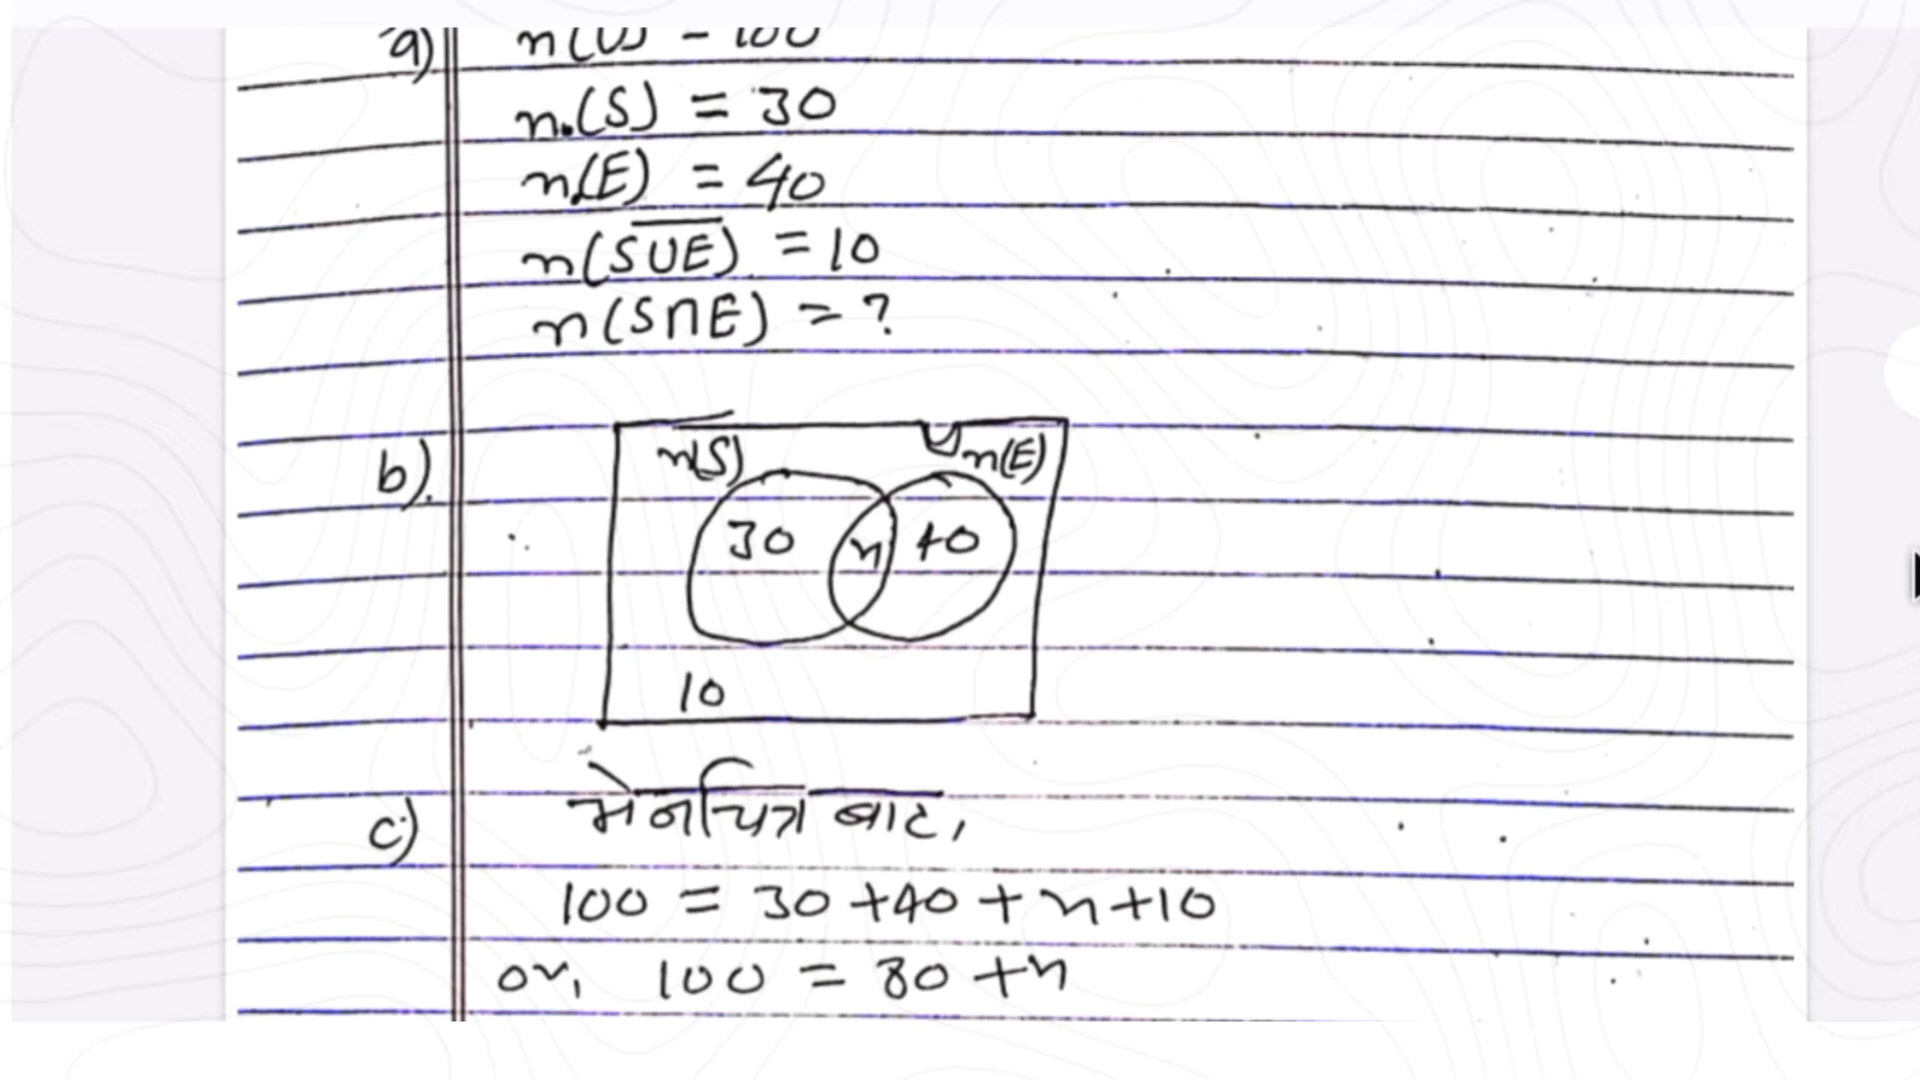 a) n(U) = 100
n.(S) = 30
n(E) = 40
n(S̅U̅E̅) = 10
n(S∩E) = ?
b).
n(S) U n(E)
30 x 40
10
c) भेनचित्र बाट,
100 = 30 + 40 + x + 10
or, 100 = 80 + x